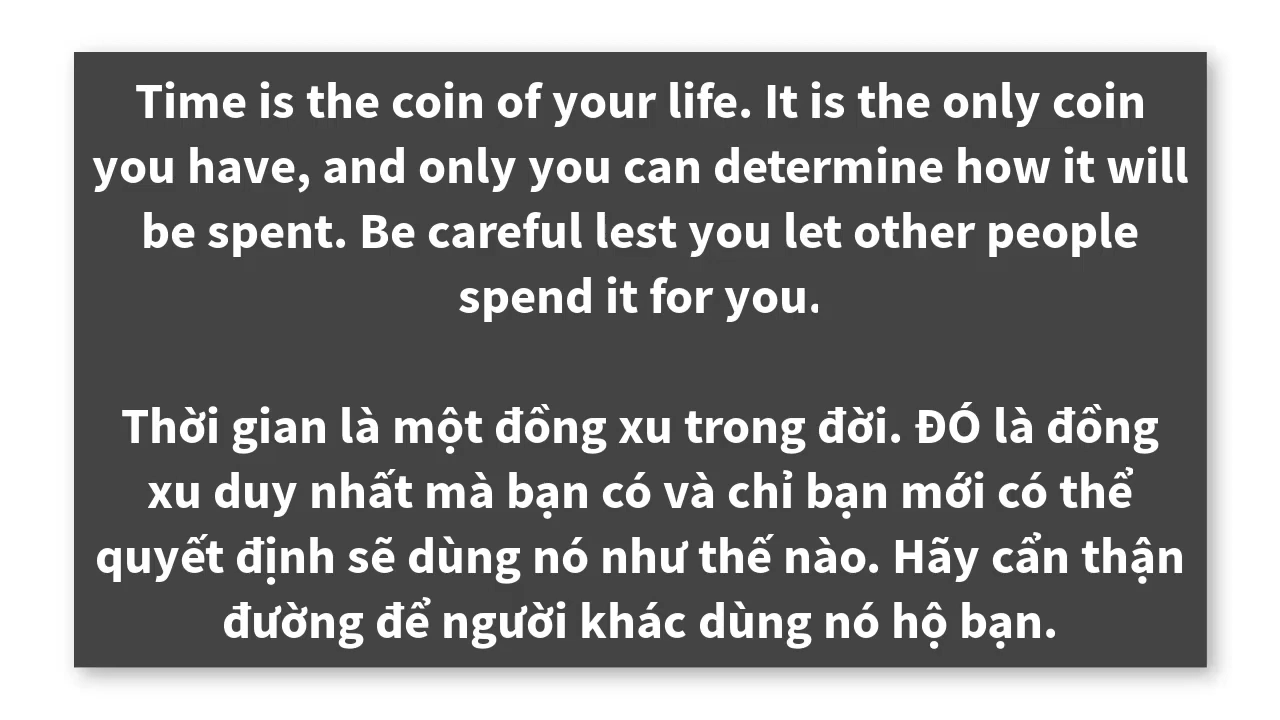 Time is the coin of your life. It is the only coin
you have, and only you can determine how it will
be spent. Be careful lest you let other people
spend it for you.
Thời gian là một đồng xu trong đời. ĐÓ là đồng
xu duy nhất mà bạn có và chỉ bạn mới có thể
quyết định sẽ dùng nó như thế nào. Hãy cẩn thận
đường để người khác dùng nó hộ bạn.